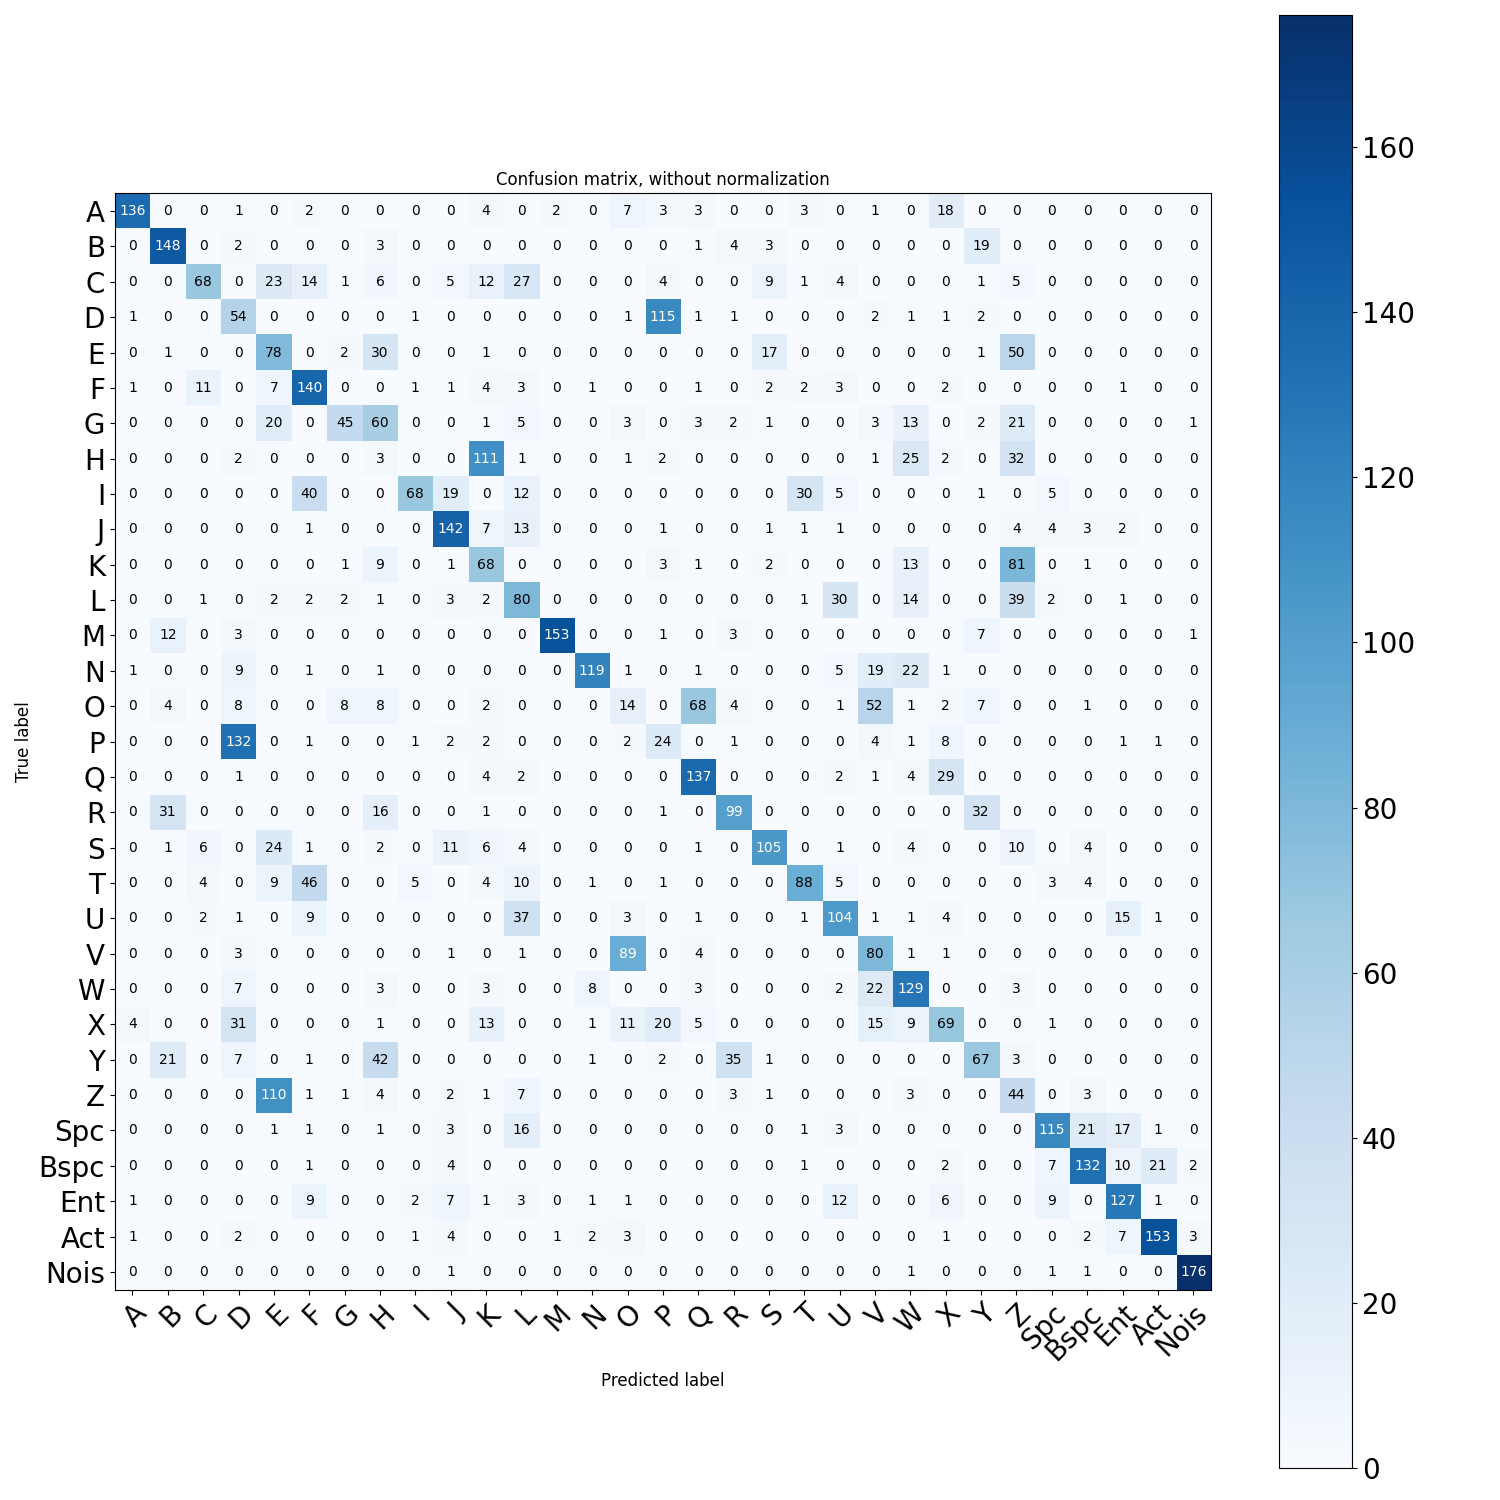 Confusion matrix, without normalization
A 136 0 0 1 0 2 0 0 0 0 4 0 2 0 7 3 3 0 0 3 0 1 0 18 0 0 0 0 0 0 0
B 0 148 0 2 0 0 0 3 0 0 0 0 0 0 0 0 1 4 3 0 0 0 0 0 19 0 0 0 0 0 0
C 0 0 68 0 23 14 1 6 0 5 12 27 0 0 0 4 0 0 9 1 4 0 0 0 1 5 0 0 0 0 0
D 1 0 0 54 0 0 0 0 1 0 0 0 0 0 1 115 1 1 0 0 0 2 1 1 2 0 0 0 0 0 0
E 0 1 0 0 78 0 2 30 0 0 1 0 0 0 0 0 0 0 17 0 0 0 0 0 1 50 0 0 0 0 0
F 1 0 11 0 7 140 0 0 1 1 4 3 0 1 0 0 1 0 2 2 3 0 0 2 0 0 0 0 1 0 0
G 0 0 0 0 20 0 45 60 0 0 1 5 0 0 3 0 3 2 1 0 0 3 13 0 2 21 0 0 0 0 1
H 0 0 0 2 0 0 0 3 0 0 111 1 0 0 1 2 0 0 0 0 0 1 25 2 0 32 0 0 0 0 0
I 0 0 0 0 0 40 0 0 68 19 0 12 0 0 0 0 0 0 0 30 5 0 0 0 1 0 5 0 0 0 0
J 0 0 0 0 0 1 0 0 0 142 7 13 0 0 0 1 0 0 1 1 1 0 0 0 0 4 4 3 2 0 0
K 0 0 0 0 0 0 1 9 0 1 68 0 0 0 0 3 1 0 2 0 0 0 13 0 0 81 0 1 0 0 0
L 0 0 1 0 2 2 2 1 0 3 2 80 0 0 0 0 0 0 0 1 30 0 14 0 0 39 2 0 1 0 0
M 0 12 0 3 0 0 0 0 0 0 0 0 153 0 0 1 0 3 0 0 0 0 0 0 7 0 0 0 0 0 1
N 1 0 0 9 0 1 0 1 0 0 0 0 0 119 1 0 1 0 0 0 5 19 22 1 0 0 0 0 0 0 0
O 0 4 0 8 0 0 8 8 0 0 2 0 0 0 14 0 68 4 0 0 1 52 1 2 7 0 0 1 0 0 0
P 0 0 0 132 0 1 0 0 1 2 2 0 0 0 2 24 0 1 0 0 0 4 1 8 0 0 0 0 1 1 0
Q 0 0 0 1 0 0 0 0 0 0 4 2 0 0 0 0 137 0 0 0 2 1 4 29 0 0 0 0 0 0 0
R 0 31 0 0 0 0 0 16 0 0 1 0 0 0 0 1 0 99 0 0 0 0 0 0 32 0 0 0 0 0 0
S 0 1 6 0 24 1 0 2 0 11 6 4 0 0 0 0 1 0 105 0 1 0 4 0 0 10 0 4 0 0 0
T 0 0 4 0 9 46 0 0 5 0 4 10 0 1 0 1 0 0 0 88 5 0 0 0 0 0 3 4 0 0 0
U 0 0 2 1 0 9 0 0 0 0 0 37 0 0 3 0 1 0 0 1 104 1 1 4 0 0 0 0 15 1 0
V 0 0 0 3 0 0 0 0 0 1 0 1 0 0 89 0 4 0 0 0 0 80 1 1 0 0 0 0 0 0 0
W 0 0 0 7 0 0 0 3 0 0 3 0 0 8 0 0 3 0 0 0 2 22 129 0 0 3 0 0 0 0 0
X 4 0 0 31 0 0 0 1 0 0 13 0 0 1 11 20 5 0 0 0 0 15 9 69 0 0 1 0 0 0 0
Y 0 21 0 7 0 1 0 42 0 0 0 0 0 1 0 2 0 35 1 0 0 0 0 0 67 3 0 0 0 0 0
Z 0 0 0 0 110 1 1 4 0 2 1 7 0 0 0 0 0 3 1 0 0 0 3 0 0 44 0 3 0 0 0
Spc 0 0 0 0 1 1 0 1 0 3 0 16 0 0 0 0 0 0 0 1 3 0 0 0 0 0 115 21 17 1 0
Bspc 0 0 0 0 0 1 0 0 0 4 0 0 0 0 0 0 0 0 0 1 0 0 0 2 0 0 7 132 10 21 2
Ent 1 0 0 0 0 9 0 0 2 7 1 3 0 1 1 0 0 0 0 0 12 0 0 6 0 0 9 0 127 1 0
Act 1 0 0 2 0 0 0 0 1 4 0 0 1 2 3 0 0 0 0 0 0 0 0 1 0 0 0 2 7 153 3
Nois 0 0 0 0 0 0 0 0 0 1 0 0 0 0 0 0 0 0 0 0 0 0 1 0 0 0 1 1 0 0 176
A B C D E F G H I J K L M N O P Q R S T U V W X Y Z Spc Bspc Ent Act Nois
True label
Predicted label
160
140
120
100
80
60
40
20
0